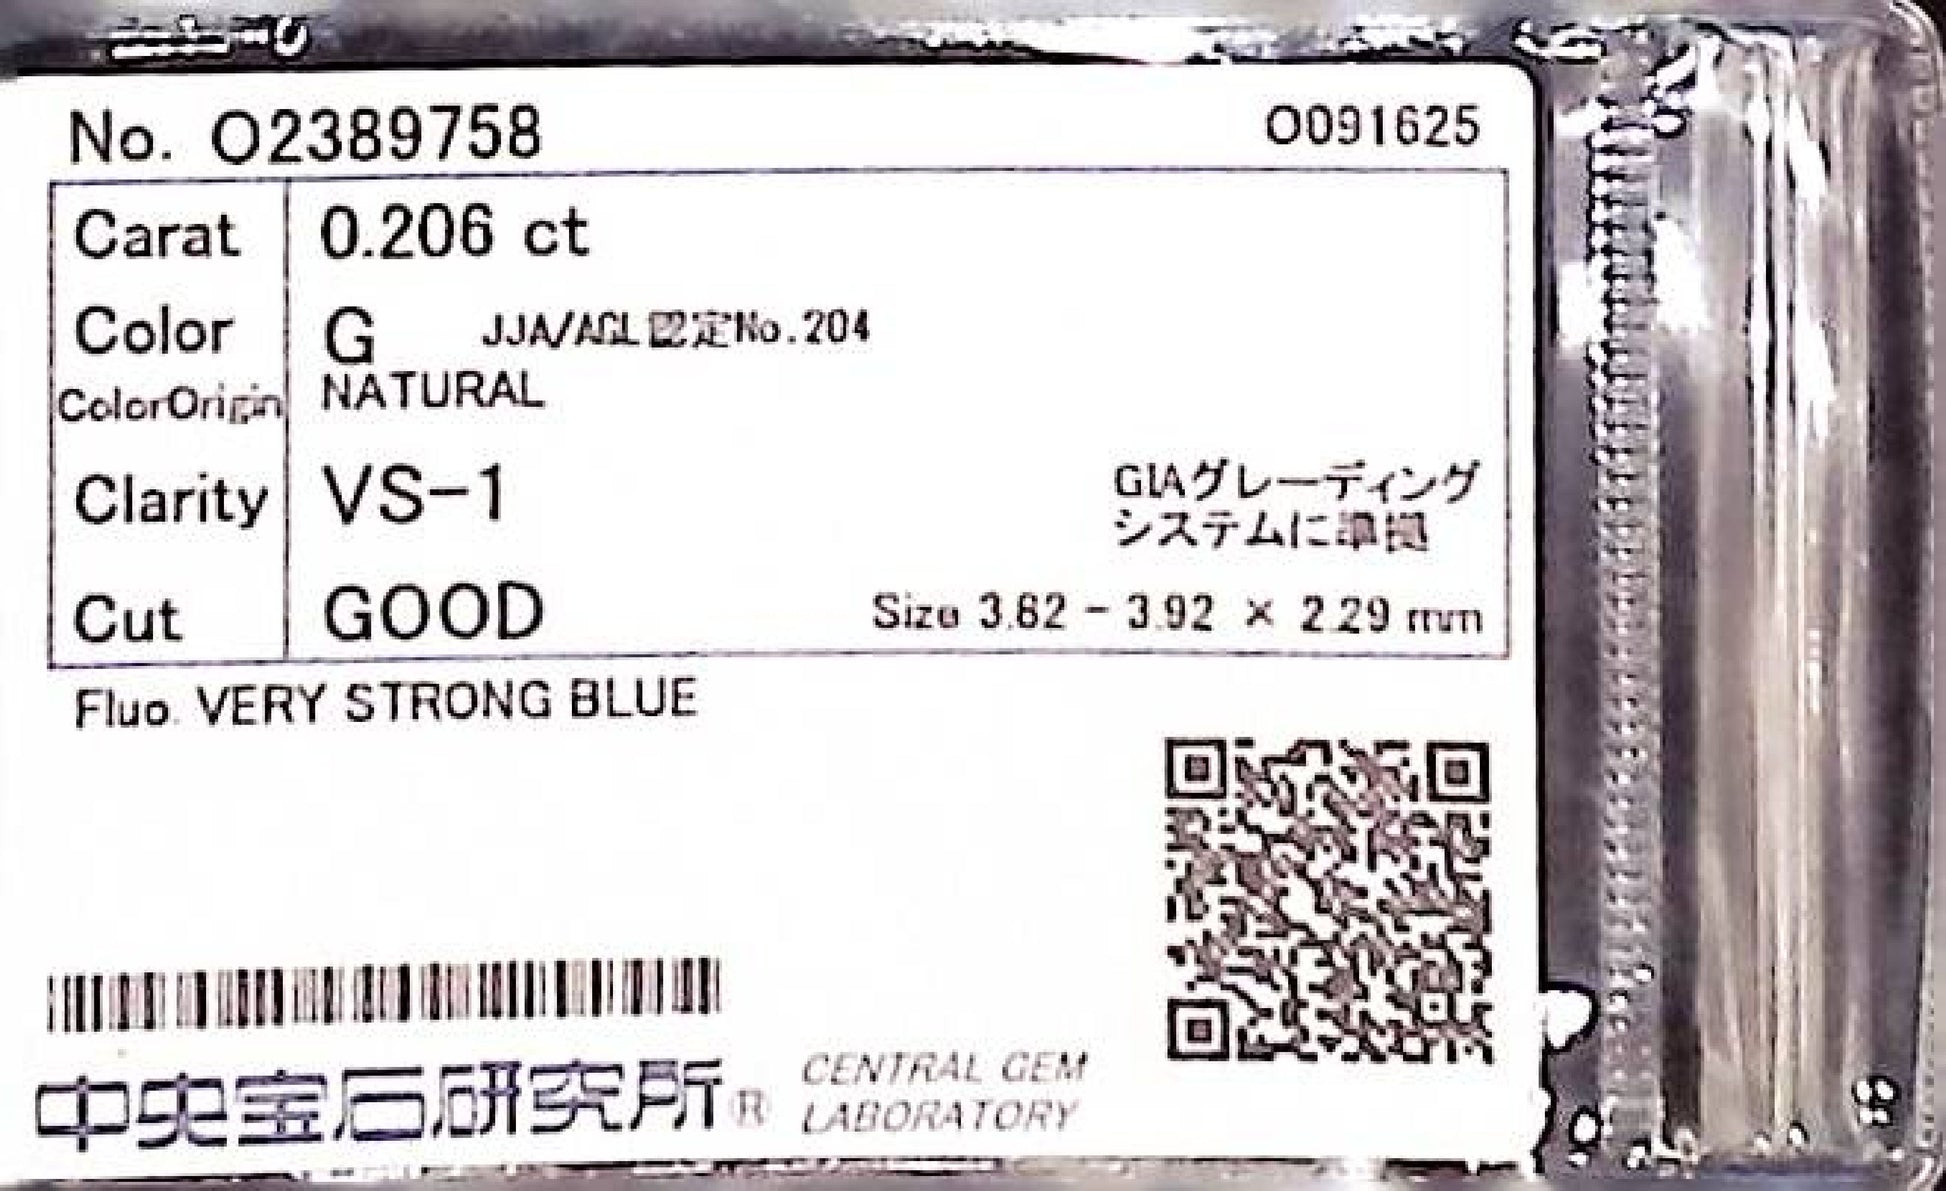 No. O2389758
O091625
Carat 0.206 ct
Color G JJA/AGL認定No.204
ColorOrigin NATURAL
Clarity VS-1
GIAグレーディング
システムに準拠
Cut GOOD
Size 3.82 - 3.92 × 2.29 mm
Fluo. VERY STRONG BLUE
中央宝石研究所®
CENTRAL GEM
LABORATORY